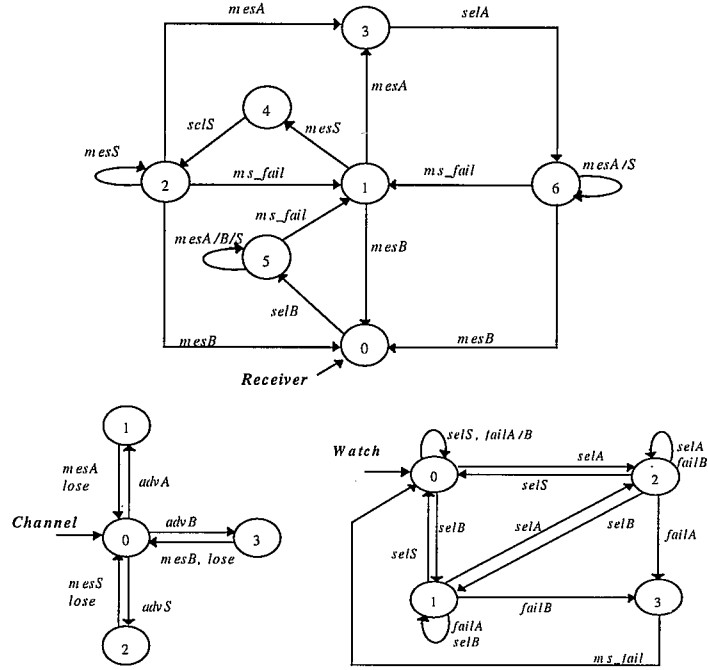 mesA
selA
3
mesA
4
selS
mesS
mesS
2
ms_fail
1
ms_fail
6
mesA/S
ms_fail
mesA/B/S
5
mesB
selB
mesB
0
mesB
Receiver
1
mesA
lose
advA
Channel
0
advB
3
mesB, lose
mesS
lose
advS
2
selS, failA/B
Watch
0
selA
selS
2
selA
failB
selB
selA
selB
selS
failA
1
failB
3
failA
selB
ms_fail